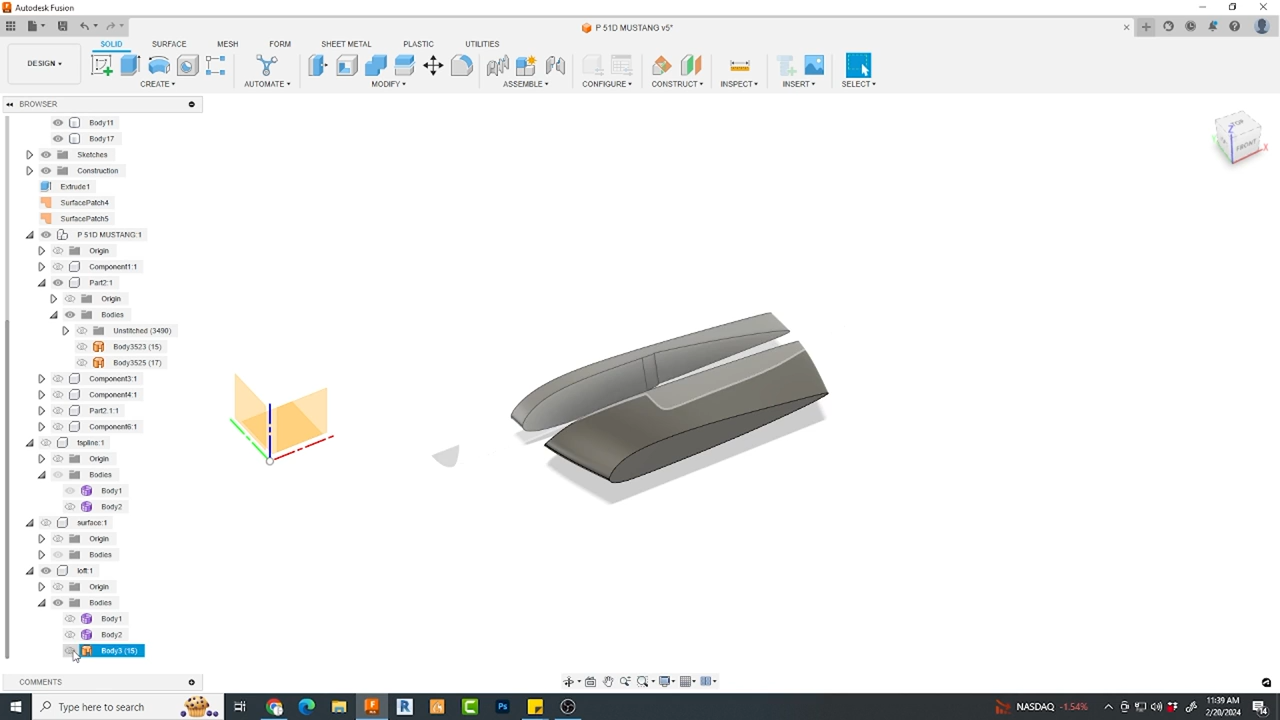 Autodesk Fusion
P 51D MUSTANG v5*
SOLID SURFACE MESH FORM SHEET METAL PLASTIC UTILITIES
DESIGN
CREATE AUTOMATE MODIFY ASSEMBLE CONFIGURE CONSTRUCT INSPECT INSERT SELECT
BROWSER
Body11
Body17
Sketches
Construction
Extrude1
SurfacePatch4
SurfacePatch5
P 51D MUSTANG:1
Origin
Component1:1
Part2:1
Origin
Bodies
Unstitched (3490)
Body3523 (15)
Body3525 (17)
Component3:1
Component4:1
Part2.1:1
Component6:1
tspline:1
Origin
Bodies
Body1
Body2
surface:1
Origin
Bodies
loft:1
Origin
Bodies
Body1
Body2
Body3 (15)
TOP
FRONT
Z
X
COMMENTS
Type here to search
NASDAQ -1.54%
11:39 AM
2/20/2024